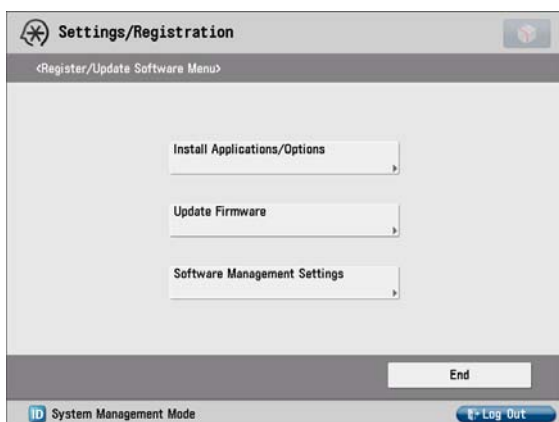 Settings/Registration
<Register/Update Software Menu>
Install Applications/Options
Update Firmware
Software Management Settings
End
ID System Management Mode
Log Out